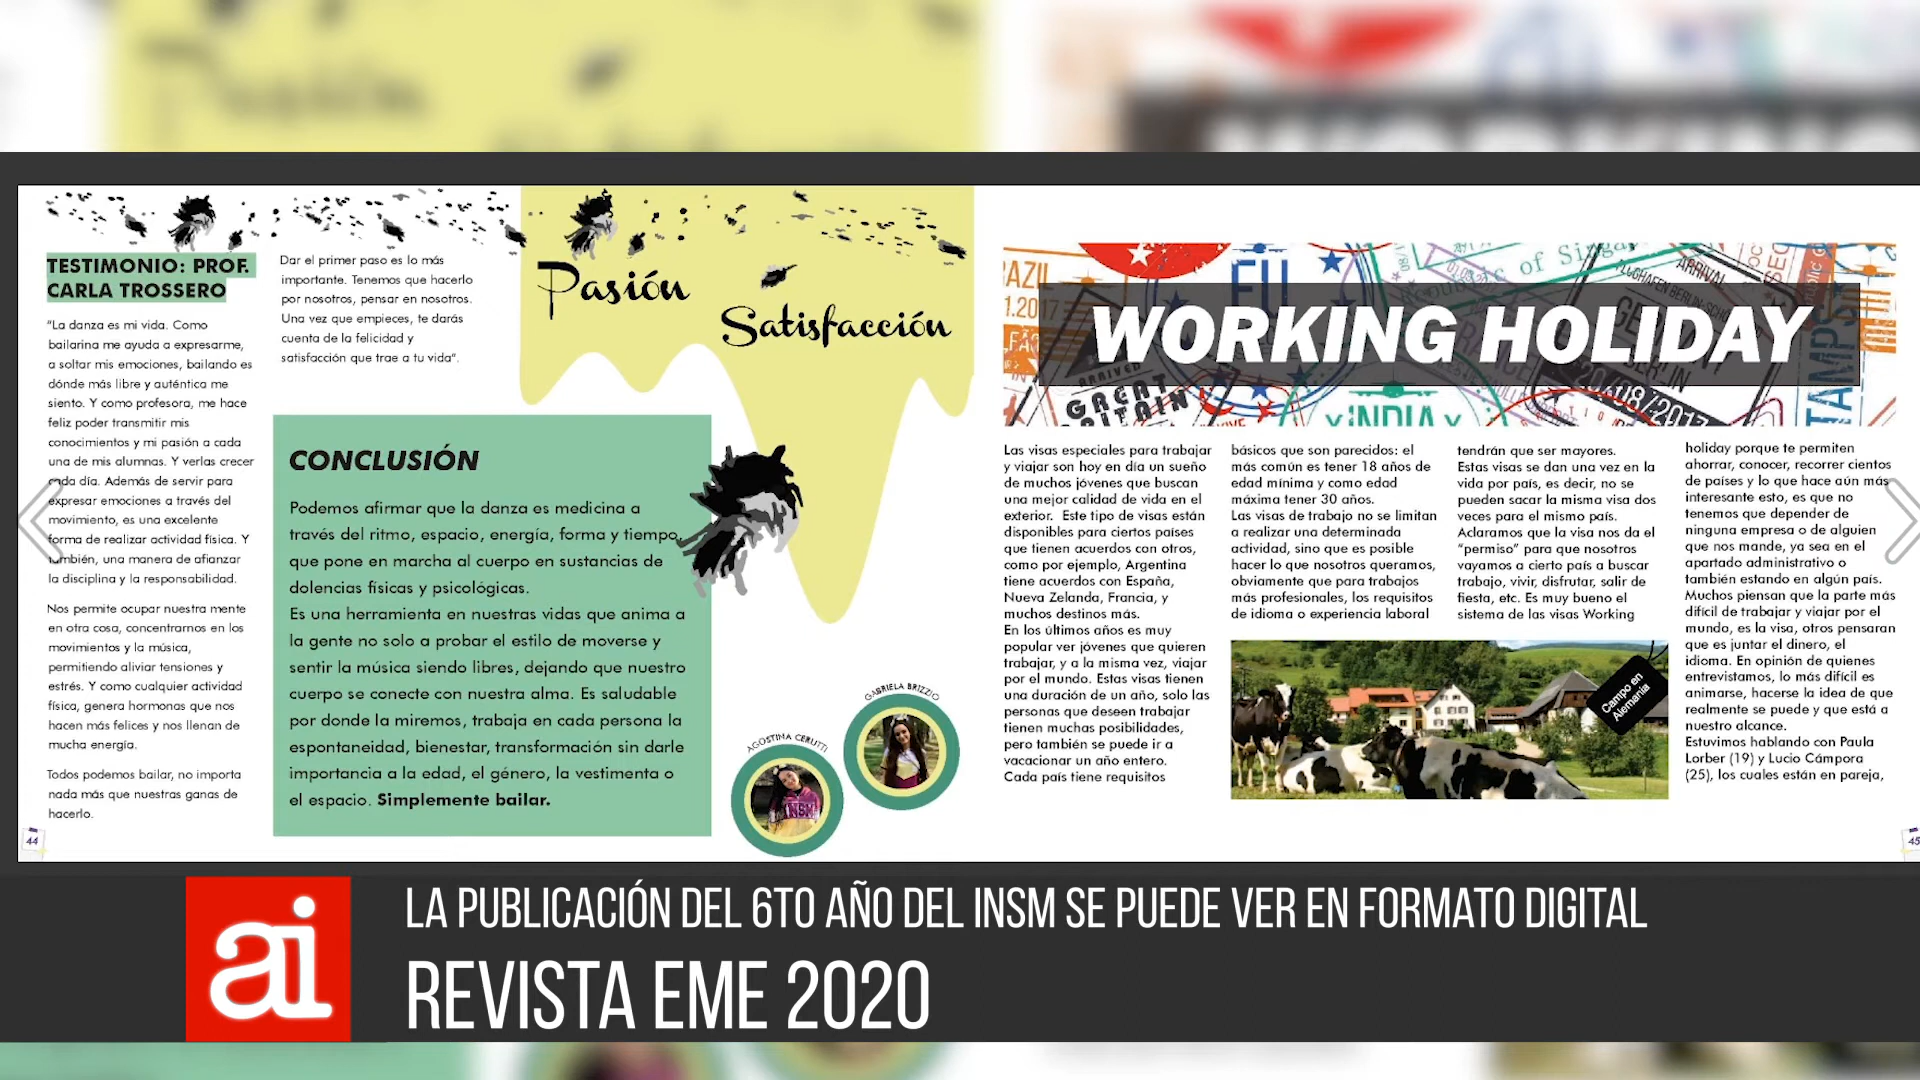 TESTIMONIO: PROF.
CARLA TROSSERO
“La danza es mi vida. Como
bailarina me ayuda a expresarme,
a soltar mis emociones, bailando es
dónde más libre y auténtica me
siento. Y como profesora, me hace
feliz poder transmitir mis
conocimientos y mi pasión a cada
una de mis alumnas. Y verlas crecer
cada día. Además de servir para
expresar emociones a través del
movimiento, es una excelente
forma de realizar actividad física. Y
también, una manera de afianzar
la disciplina y la responsabilidad.
Nos permite ocupar nuestra mente
en otra cosa, concentrarnos en los
movimientos y la música,
permitiendo aliviar tensiones y
estrés. Y como cualquier actividad
física, genera hormonas que nos
hacen más felices y nos llenan de
mucha energía.
Todos podemos bailar, no importa
nada más que nuestras ganas de
hacerlo.
Dar el primer paso es lo más
importante. Tenemos que hacerlo
por nosotros, pensar en nosotros.
Una vez que empieces, te darás
cuenta de la felicidad y
satisfacción que trae a tu vida”.
Pasión
Satisfacción
CONCLUSIÓN
Podemos afirmar que la danza es medicina a
través del ritmo, espacio, energía, forma y tiempo,
que pone en marcha al cuerpo en sustancias de
dolencias físicas y psicológicas.
Es una herramienta en nuestras vidas que anima a
la gente no solo a probar el estilo de moverse y
sentir la música siendo libres, dejando que nuestro
cuerpo se conecte con nuestra alma. Es saludable
por donde la miremos, trabaja en cada persona la
espontaneidad, bienestar, transformación sin darle
importancia a la edad, el género, la vestimenta o
el espacio. Simplemente bailar.
AGOSTINA CERUTTI
GABRIELA BRIZZIO
INSM
44
AZIL
EU
of Singa
ARRIVAL
FLUGHAFEN BERLIN-SCHÖ
ARRIVED
GREAT
BRITAIN
INDIA
BERLIN
20/08/2017
STAMPS
WORKING HOLIDAY
Las visas especiales para trabajar
y viajar son hoy en día un sueño
de muchos jóvenes que buscan
una mejor calidad de vida en el
exterior. Este tipo de visas están
disponibles para ciertos países
que tienen acuerdos con otros,
como por ejemplo, Argentina
tiene acuerdos con España,
Nueva Zelanda, Francia, y
muchos destinos más.
En los últimos años es muy
popular ver jóvenes que quieren
trabajar, y a la misma vez, viajar
por el mundo. Estas visas tienen
una duración de un año, solo las
personas que deseen trabajar
tienen muchas posibilidades,
pero también se puede ir a
vacacionar un año entero.
Cada país tiene requisitos
básicos que son parecidos: el
más común es tener 18 años de
edad mínima y como edad
máxima tener 30 años.
Las visas de trabajo no se limitan
a realizar una determinada
actividad, sino que es posible
hacer lo que nosotros queramos,
obviamente que para trabajos
más profesionales, los requisitos
de idioma o experiencia laboral
tendrán que ser mayores.
Estas visas se dan una vez en la
vida por país, es decir, no se
pueden sacar la misma visa dos
veces para el mismo país.
Aclaramos que la visa nos da el
“permiso” para que nosotros
vayamos a cierto país a buscar
trabajo, vivir, disfrutar, salir de
fiesta, etc. Es muy bueno el
sistema de las visas Working
holiday porque te permiten
ahorrar, conocer, recorrer cientos
de países y lo que hace aún más
interesante esto, es que no
tenemos que depender de
ninguna empresa o de alguien
que nos mande, ya sea en el
apartado administrativo o
también estando en algún país.
Muchos piensan que la parte más
difícil de trabajar y viajar por el
mundo, es la visa, otros pensaran
que es juntar el dinero, el
idioma. En opinión de quienes
entrevistamos, lo más difícil es
animarse, hacerse la idea de que
realmente se puede y que está a
nuestro alcance.
Estuvimos hablando con Paula
Lorber (19) y Lucio Cámpora
(25), los cuales están en pareja,
Campo en
Alemania
45
ai
LA PUBLICACIÓN DEL 6TO AÑO DEL INSM SE PUEDE VER EN FORMATO DIGITAL
REVISTA EME 2020